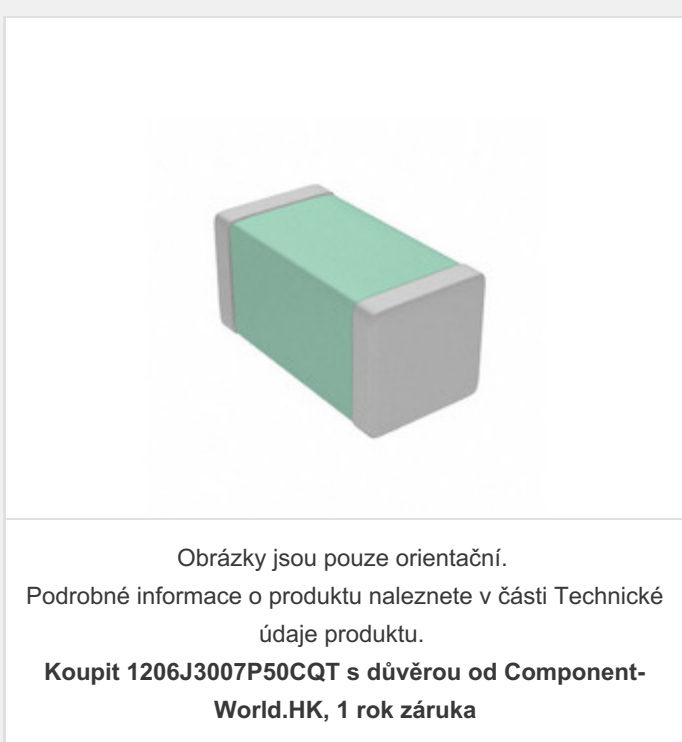 Obrázky jsou pouze orientační.
Podrobné informace o produktu naleznete v části Technické
údaje produktu.
Koupit 1206J3007P50CQT s důvěrou od Component-
World.HK, 1 rok záruka